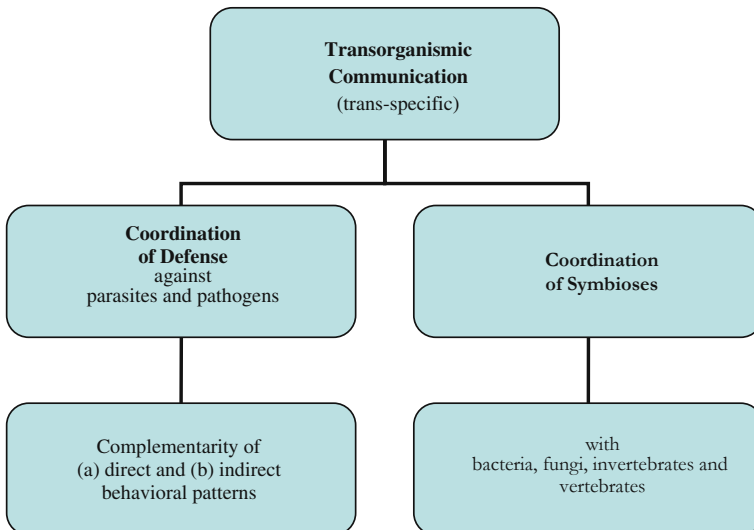 Transorganismic
Communication
(trans-specific)
Coordination
of Defense
against
parasites and pathogens
Coordination
of Symbioses
Complementarity of
(a) direct and (b) indirect
behavioral patterns
with
bacteria, fungi, invertebrates and
vertebrates